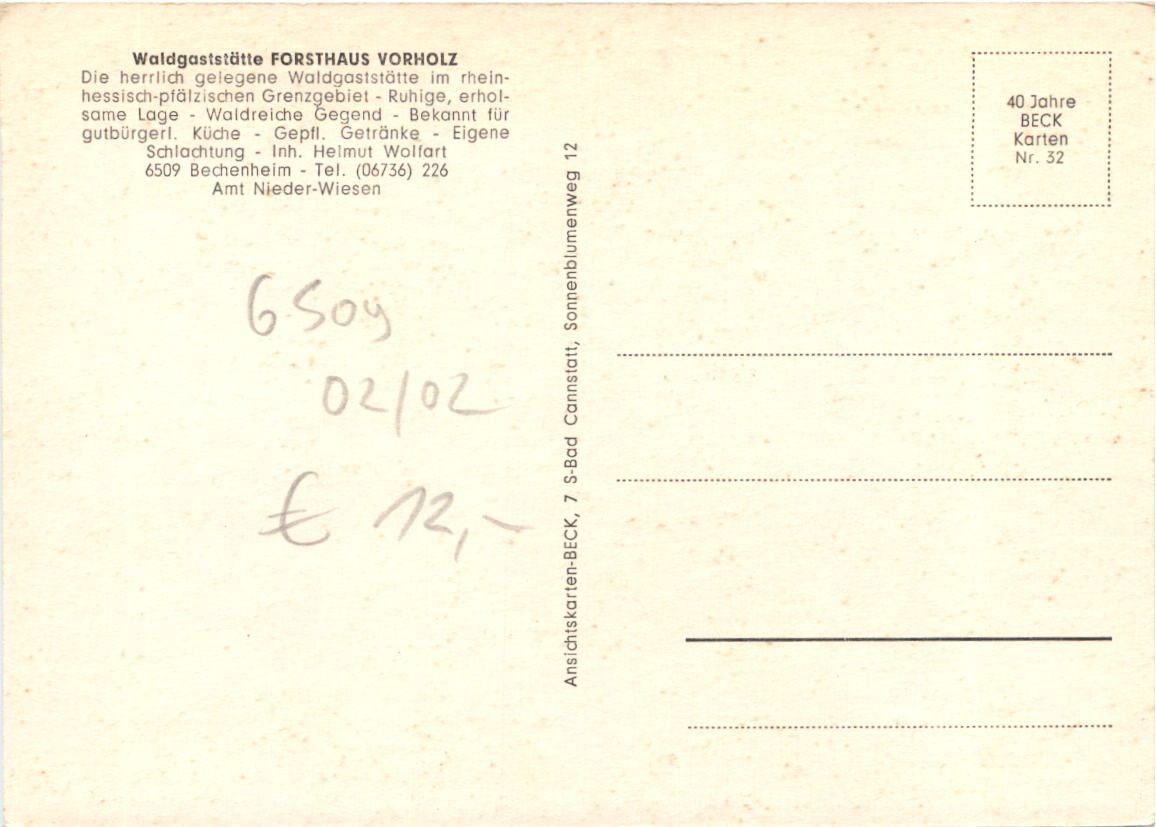 Waldgaststätte FORSTHAUS VORHOLZ
Die herrlich gelegene Waldgaststätte im rhein-
hessisch-pfälzischen Grenzgebiet - Ruhige, erhol-
same Lage - Waldreiche Gegend - Bekannt für
gutbürgerl. Küche - Gepfl. Getränke - Eigene
Schlachtung - Inh. Helmut Wolfart
6509 Bechenheim - Tel. (06736) 226
Amt Nieder-Wiesen
6509
02/02
€ 12,-
Ansichtskarten-BECK, 7 S-Bad Cannstatt, Sonnenblumenweg 12
40 Jahre
BECK
Karten
Nr. 32